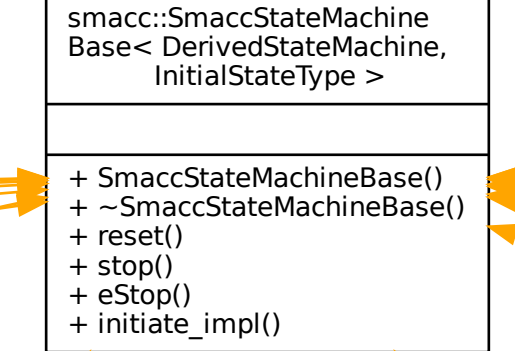 smacc::SmaccStateMachine
Base< DerivedStateMachine,
InitialStateType >
+ SmaccStateMachineBase()
+ ~SmaccStateMachineBase()
+ reset()
+ stop()
+ eStop()
+ initiate_impl()